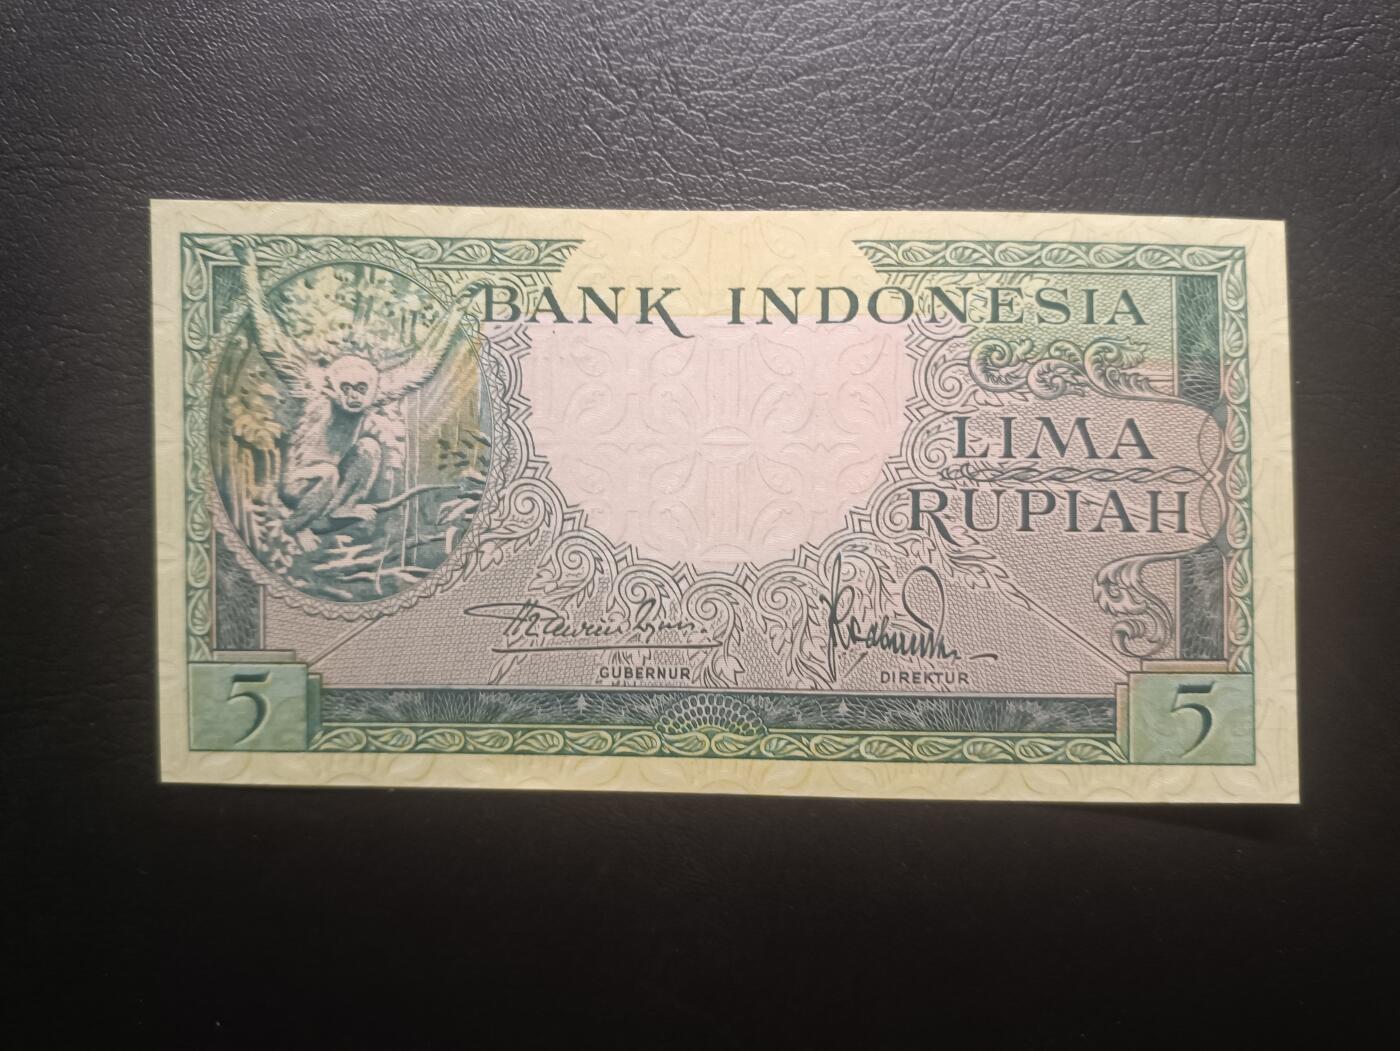 BANK INDONESIA
LIMA
RUPIAH
GUBERNUR
DIREKTUR
5
5